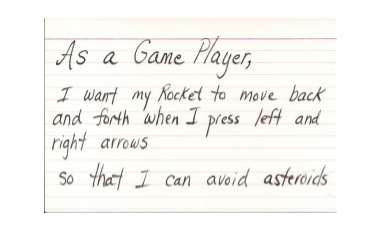 As a Game Player,
I want my Rocket to move back
and forth when I press left and
right arrows
so that I can avoid asteroids